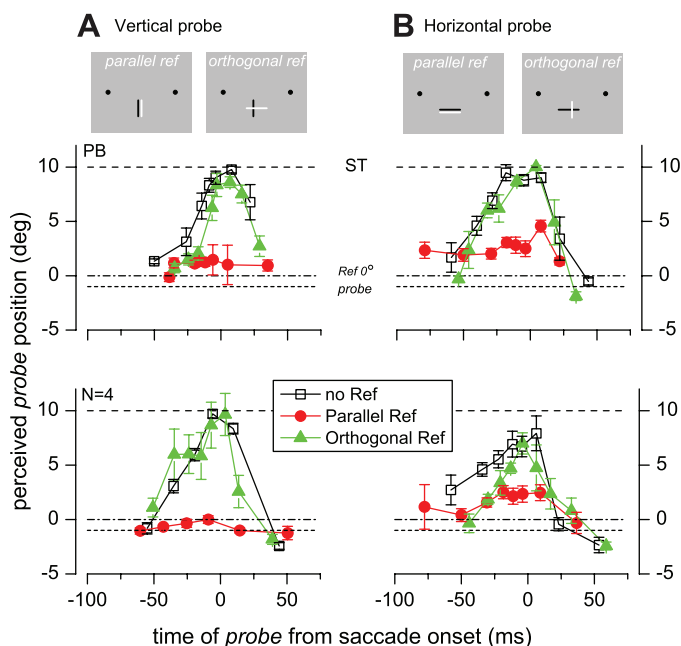 A Vertical probe
B Horizontal probe
parallel ref
orthogonal ref
parallel ref
orthogonal ref
PB
ST
10
5
0
-5
Ref 0°
probe
10
5
0
-5
N=4
no Ref
Parallel Ref
Orthogonal Ref
10
5
0
-5
10
5
0
-5
-100
-50
0
50
-100
-50
0
50
perceived probe position (deg)
time of probe from saccade onset (ms)